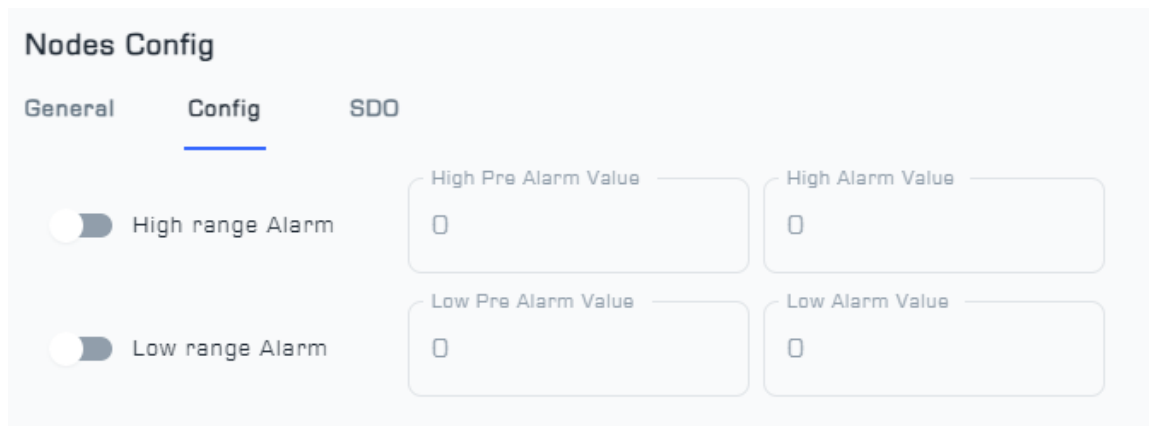 Nodes Config
General Config SDO
High range Alarm
High Pre Alarm Value
0
High Alarm Value
0
Low range Alarm
Low Pre Alarm Value
0
Low Alarm Value
0